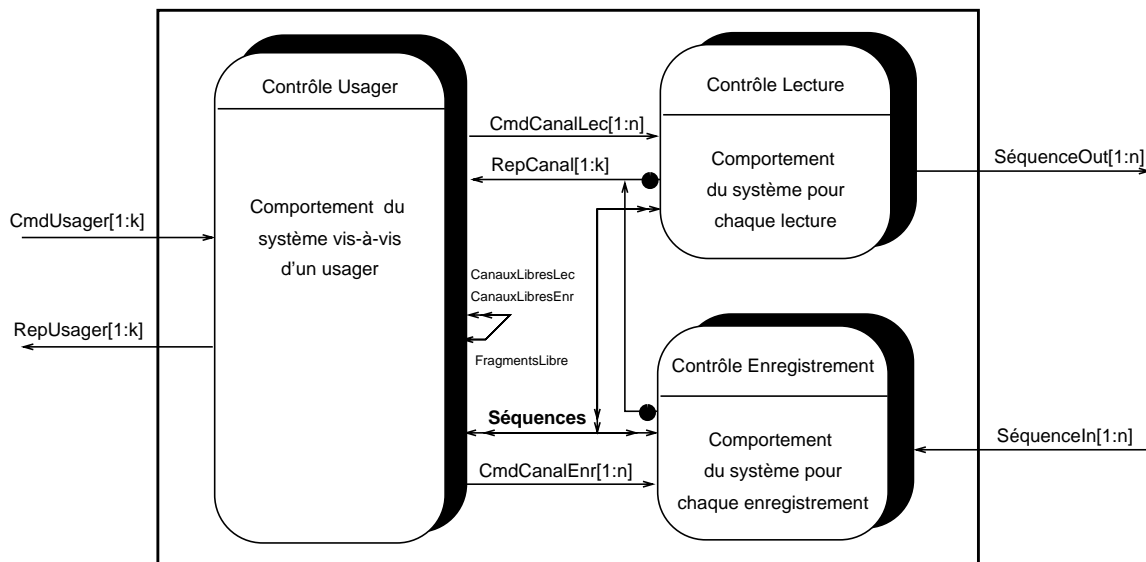 Contrôle Usager
Contrôle Lecture
CmdCanalLec[1:n]
RepCanal[1:k]
Comportement
du système pour
chaque lecture
SéquenceOut[1:n]
CmdUsager[1:k]
Comportement du
système vis-à-vis
d'un usager
CanauxLibresLec
CanauxLibresEnr
RepUsager[1:k]
FragmentsLibre
Contrôle Enregistrement
Séquences
Comportement
du système pour
chaque enregistrement
SéquenceIn[1:n]
CmdCanalEnr[1:n]